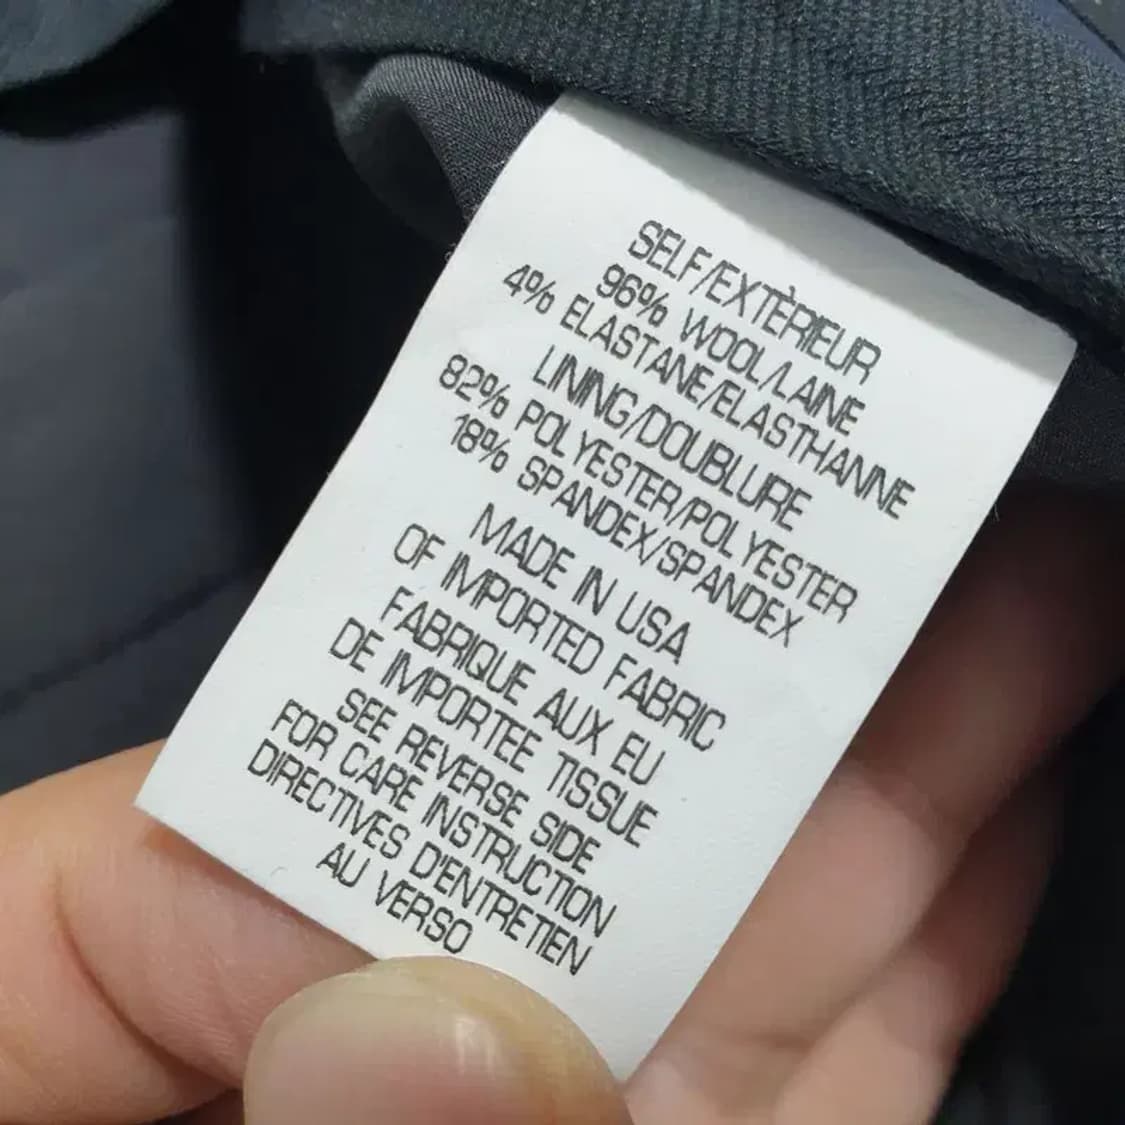 SELF/EXTÈRIEUR
96% WOOL/LAINE
4% ELASTANE/ELASTHANNE
LINING/DOUBLURE
82% POLYESTER/POLYESTER
18% SPANDEX/SPANDEX
MADE IN USA
OF IMPORTED FABRIC
FABRIQUE AUX EU
DE IMPORTEE TISSUE
SEE REVERSE SIDE
FOR CARE INSTRUCTION
DIRECTIVES D'ENTRETIEN
AU VERSO